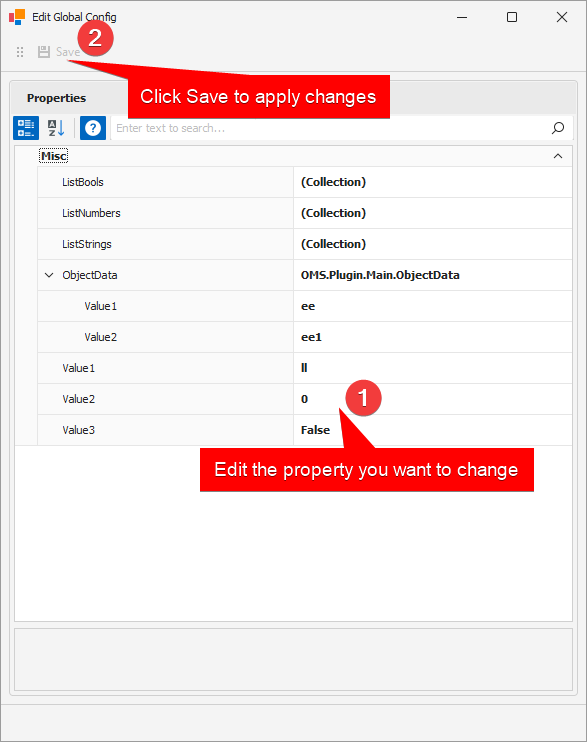 Edit Global Config
2
Save
Click Save to apply changes
Properties
A
Z
?
Enter text to search...
Misc
ListBools (Collection)
ListNumbers (Collection)
ListStrings (Collection)
ObjectData OMS.Plugin.Main.ObjectData
Value1 ee
Value2 ee1
Value1 ll
Value2 0
1
Value3 False
Edit the property you want to change